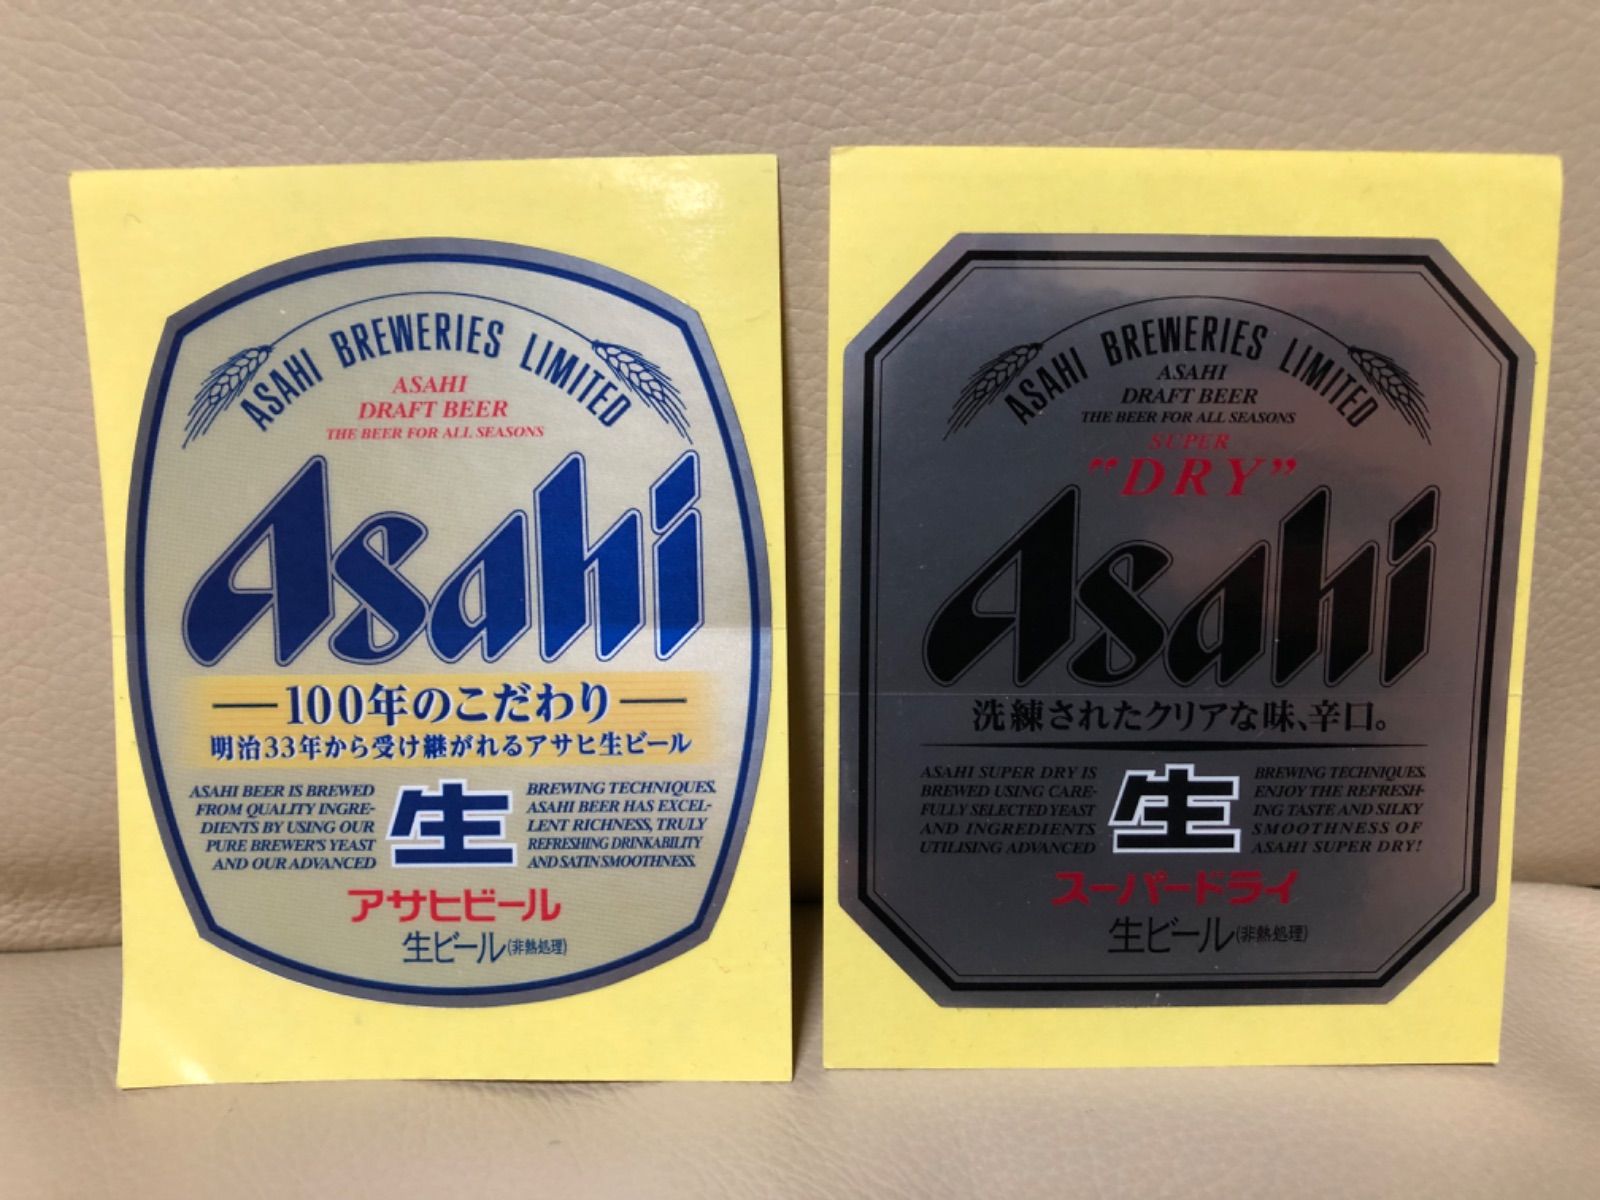 ASAHI BREWERIES LIMITED
ASAHI
DRAFT BEER
THE BEER FOR ALL SEASONS
Asahi
100年のこだわり
明治33年から受け継がれるアサヒ生ビール
ASAHI BEER IS BREWED
FROM QUALITY INGRE-
DIENTS BY USING OUR
PURE BREWER'S YEAST
AND OUR ADVANCED
生
BREWING TECHNIQUES.
ASAHI BEER HAS EXCEL-
LENT RICHNESS, TRULY
REFRESHING DRINKABILITY
AND SATIN SMOOTHNESS.
アサヒビール
生ビール(非熱処理)
ASAHI BREWERIES LIMITED
ASAHI
DRAFT BEER
THE BEER FOR ALL SEASONS
SUPER
"DRY"
Asahi
洗練されたクリアな味、辛口。
ASAHI SUPER DRY IS
BREWED USING CARE-
FULLY SELECTED YEAST
AND INGREDIENTS
UTILISING ADVANCED
生
BREWING TECHNIQUES.
ENJOY THE REFRESH-
ING TASTE AND SILKY
SMOOTHNESS OF
ASAHI SUPER DRY!
スーパードライ
生ビール(非熱処理)